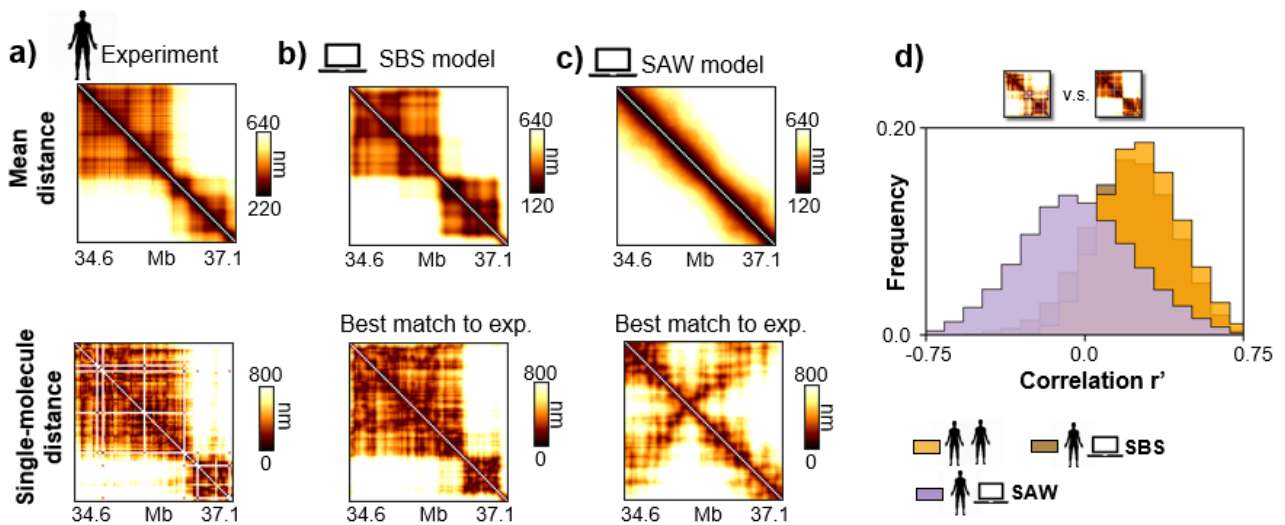 a)
Experiment
b)
SBS model
c)
SAW model
d)
Mean
distance
640
nm
220
34.6 Mb 37.1
640
nm
120
34.6 Mb 37.1
640
nm
120
34.6 Mb 37.1
v.s.
0.20
Frequency
0.0
-0.75 0.0 0.75
Correlation r’
SBS
SAW
Single-molecule
distance
800
nm
0
34.6 Mb 37.1
Best match to exp.
800
nm
0
34.6 Mb 37.1
Best match to exp.
800
nm
0
34.6 Mb 37.1